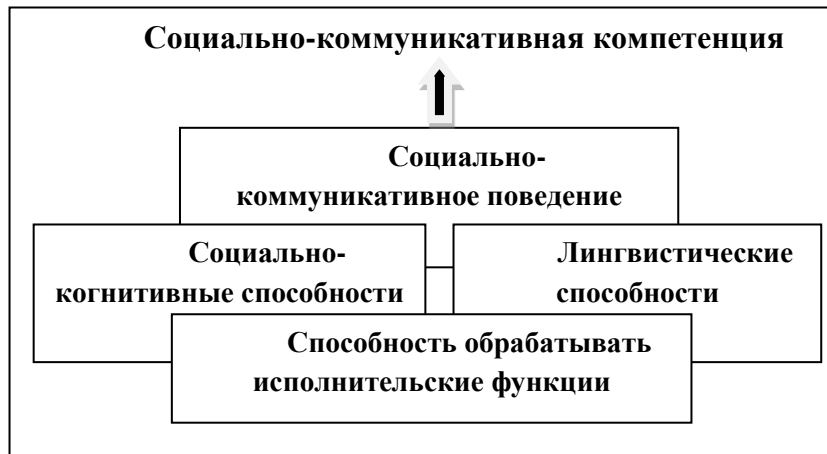 Социально-коммуникативная компетенция
Социально-
коммуникативное поведение
Социально-
когнитивные способности
Лингвистические
способности
Способность обрабатывать
исполнительские функции